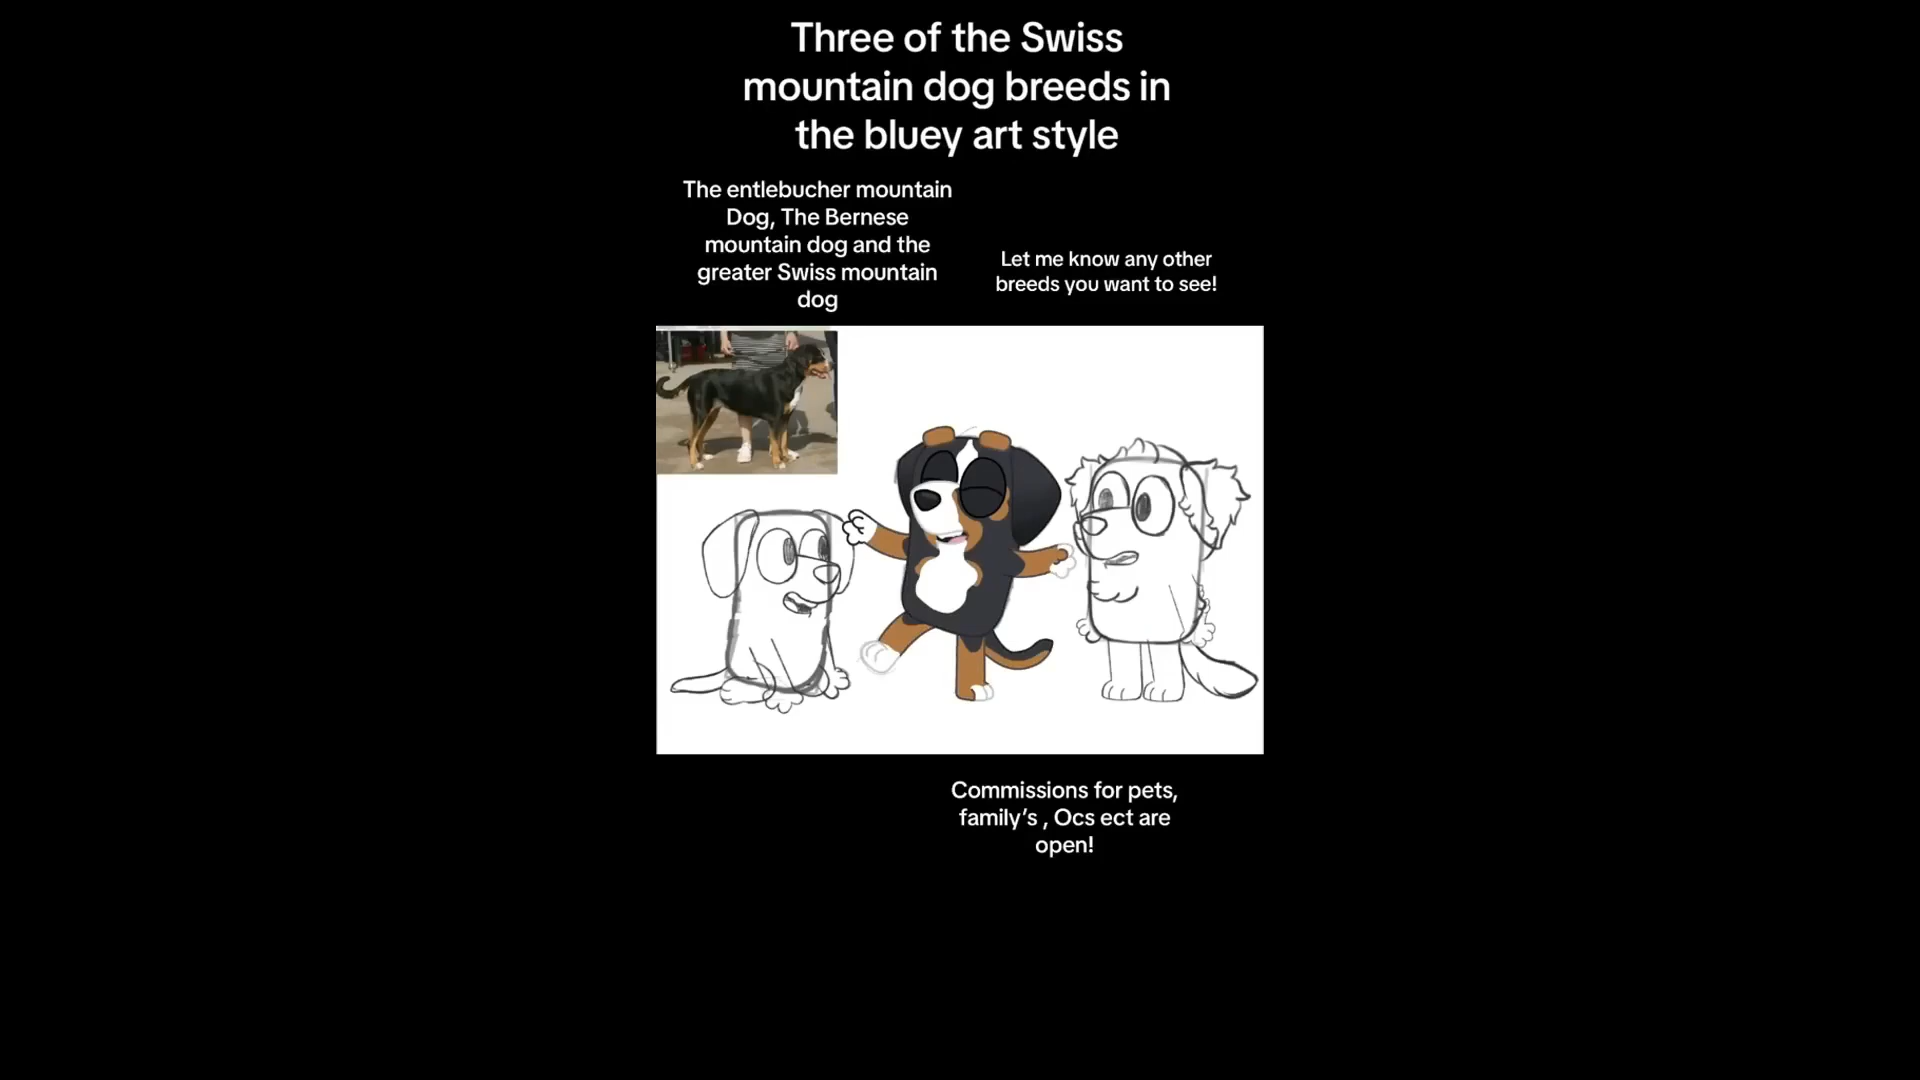 Three of the Swiss
mountain dog breeds in
the bluey art style
The entlebucher mountain
Dog, The Bernese
mountain dog and the
greater Swiss mountain
dog
Let me know any other
breeds you want to see!
Commissions for pets,
family’s , Ocs ect are
open!